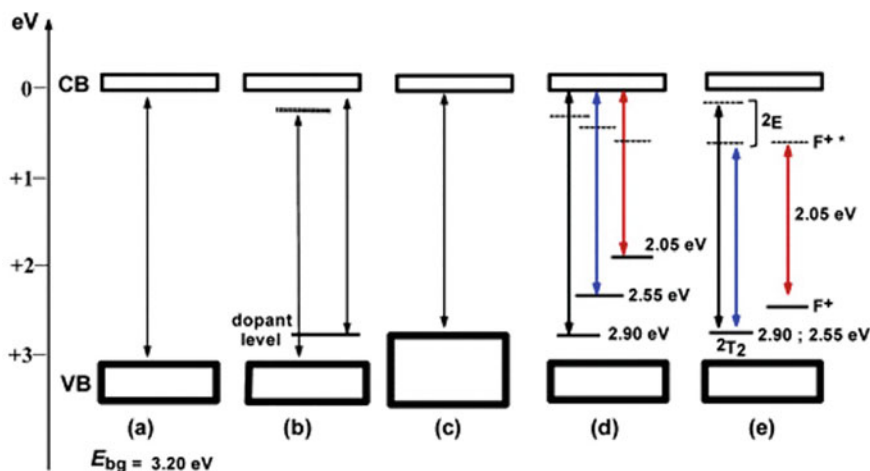 eV
CB
0
+1
+2
+3
VB
dopant
level
2.05 eV
2.55 eV
2.90 eV
²E
F⁺ *
2.05 eV
F⁺
²T₂
2.90 ; 2.55 eV
(a)
(b)
(c)
(d)
(e)
E_bg = 3.20 eV